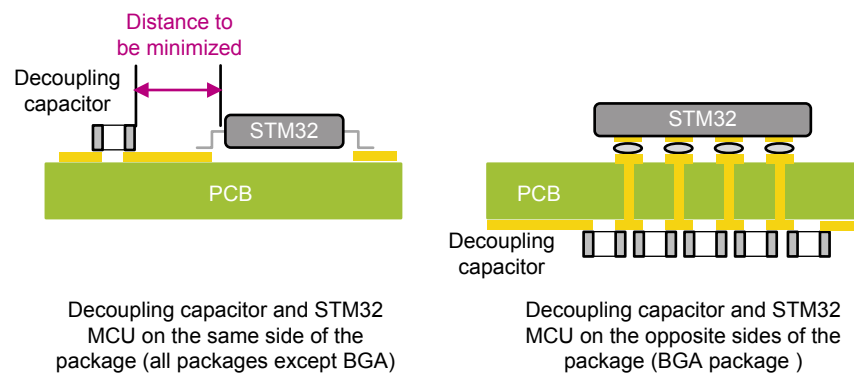 Distance to
be minimized
Decoupling
capacitor
STM32
PCB
Decoupling capacitor and STM32
MCU on the same side of the
package (all packages except BGA)
STM32
PCB
Decoupling
capacitor
Decoupling capacitor and STM32
MCU on the opposite sides of the
package (BGA package )